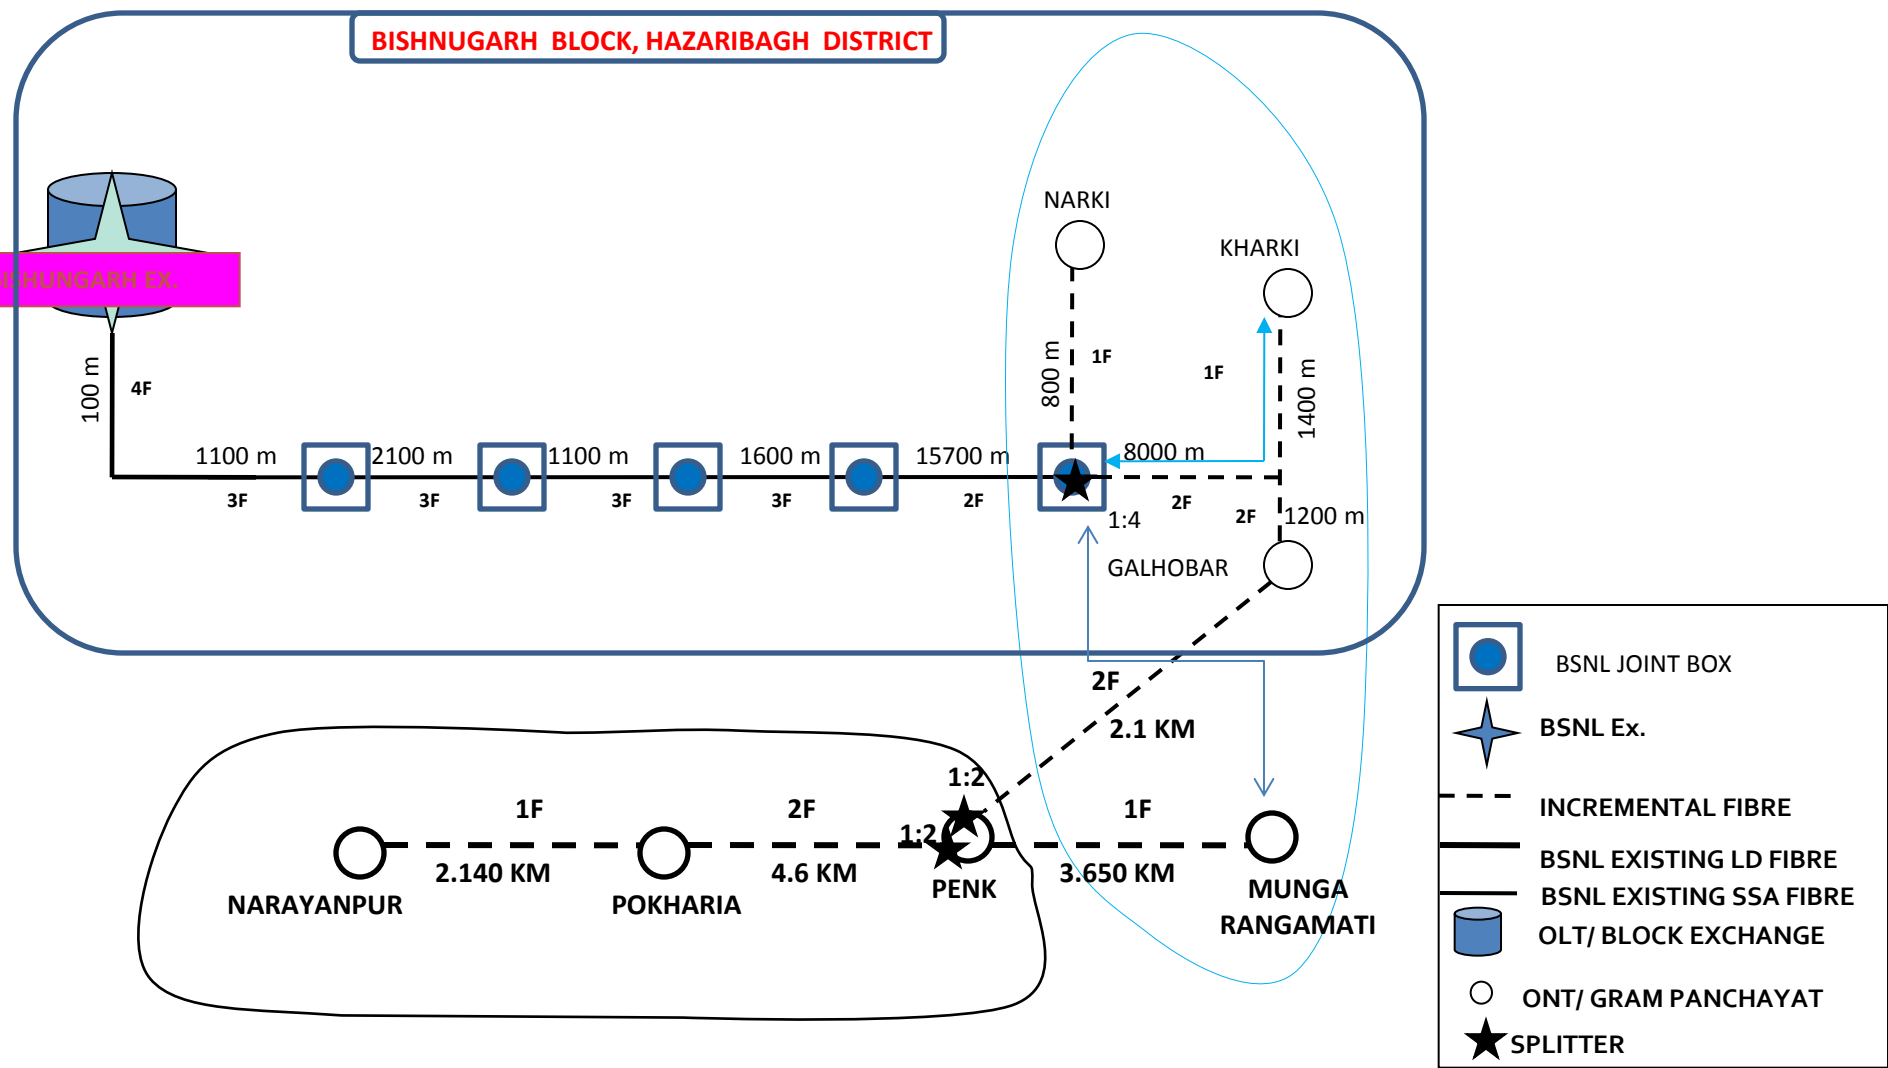 BISHNUGARH BLOCK, HAZARIBAGH DISTRICT
NARKI
KHARKI
BISHUNGARH EX.
100 m
4F
800 m
1F
1F
1400 m
1100 m
2100 m
1100 m
1600 m
15700 m
8000 m
3F
3F
3F
3F
2F
2F
2F
1200 m
1:4
GALHOBAR
2F
2.1 KM
1:2
1:2
1F
2F
1F
2.140 KM
4.6 KM
3.650 KM
NARAYANPUR
POKHARIA
PENK
MUNGA
RANGAMATI
BSNL JOINT BOX
BSNL Ex.
INCREMENTAL FIBRE
BSNL EXISTING LD FIBRE
BSNL EXISTING SSA FIBRE
OLT/ BLOCK EXCHANGE
ONT/ GRAM PANCHAYAT
SPLITTER